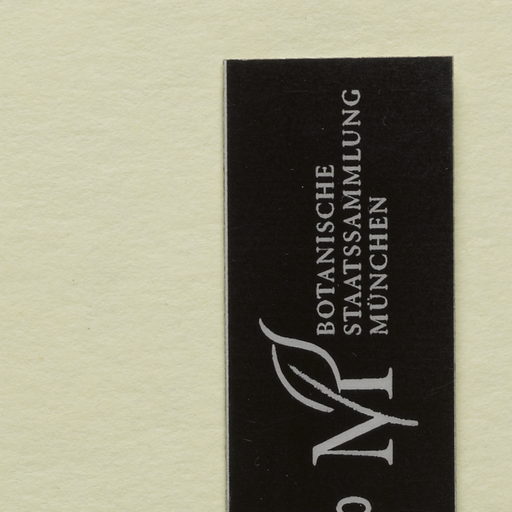 BOTANISCHE
STAATSSAMMLUNG
MÜNCHEN
M